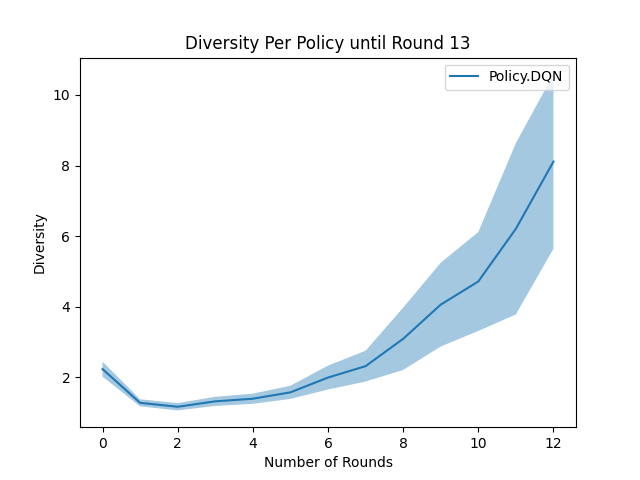 Diversity Per Policy until Round 13
Policy.DQN
10
8
6
4
2
Diversity
0 2 4 6 8 10 12
Number of Rounds